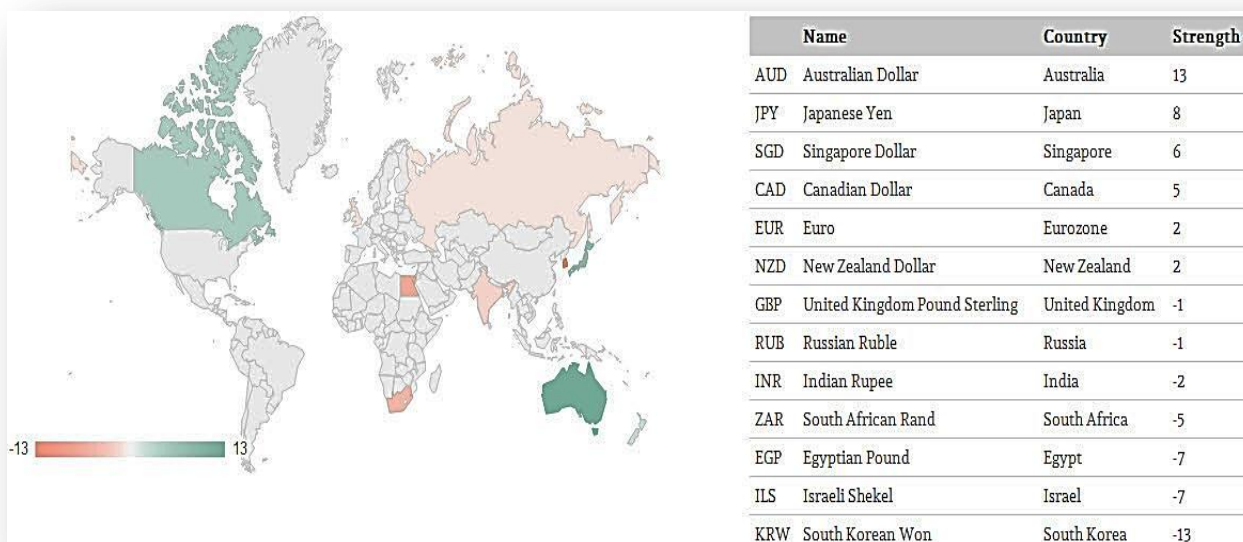 Name Country Strength
AUD Australian Dollar Australia 13
JPY Japanese Yen Japan 8
SGD Singapore Dollar Singapore 6
CAD Canadian Dollar Canada 5
EUR Euro Eurozone 2
NZD New Zealand Dollar New Zealand 2
GBP United Kingdom Pound Sterling United Kingdom -1
RUB Russian Ruble Russia -1
INR Indian Rupee India -2
ZAR South African Rand South Africa -5
EGP Egyptian Pound Egypt -7
ILS Israeli Shekel Israel -7
KRW South Korean Won South Korea -13
-13 13